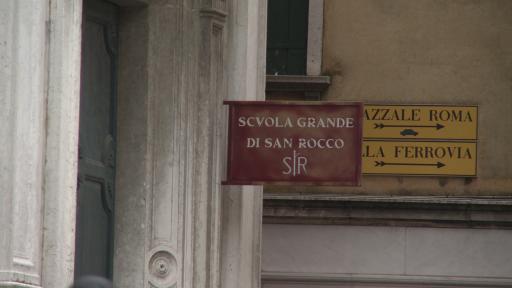 SCVOLA GRANDE
DI SAN ROCCO
SR
AZZALE ROMA
LLA FERROVIA